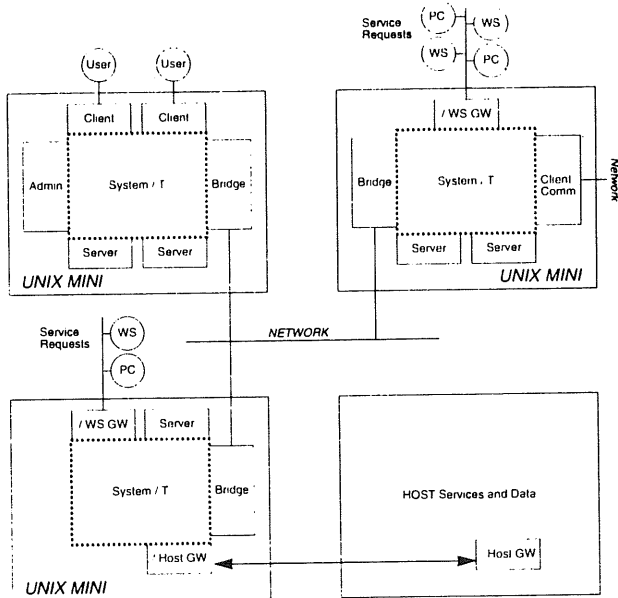 Service
Requests
PC
WS
WS
PC
User
User
Client
Client
Admin
System / T
Bridge
Server
Server
UNIX MINI
/ WS GW
Bridge
System / T
Client
Comm
Network
Server
Server
UNIX MINI
NETWORK
Service
Requests
WS
PC
/ WS GW
Server
System / T
Bridge
/ Host GW
UNIX MINI
HOST Services and Data
Host GW